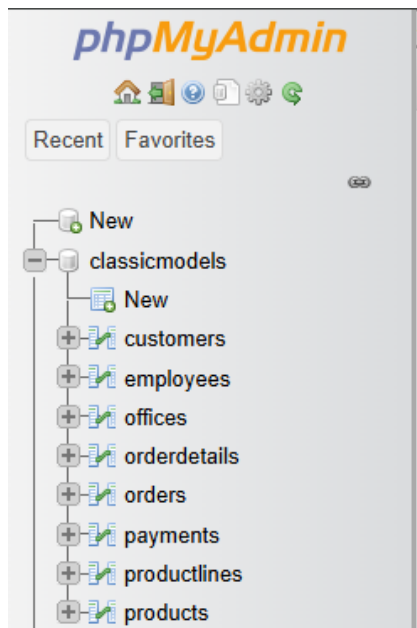 phpMyAdmin
Recent Favorites
New
classicmodels
New
customers
employees
offices
orderdetails
orders
payments
productlines
products